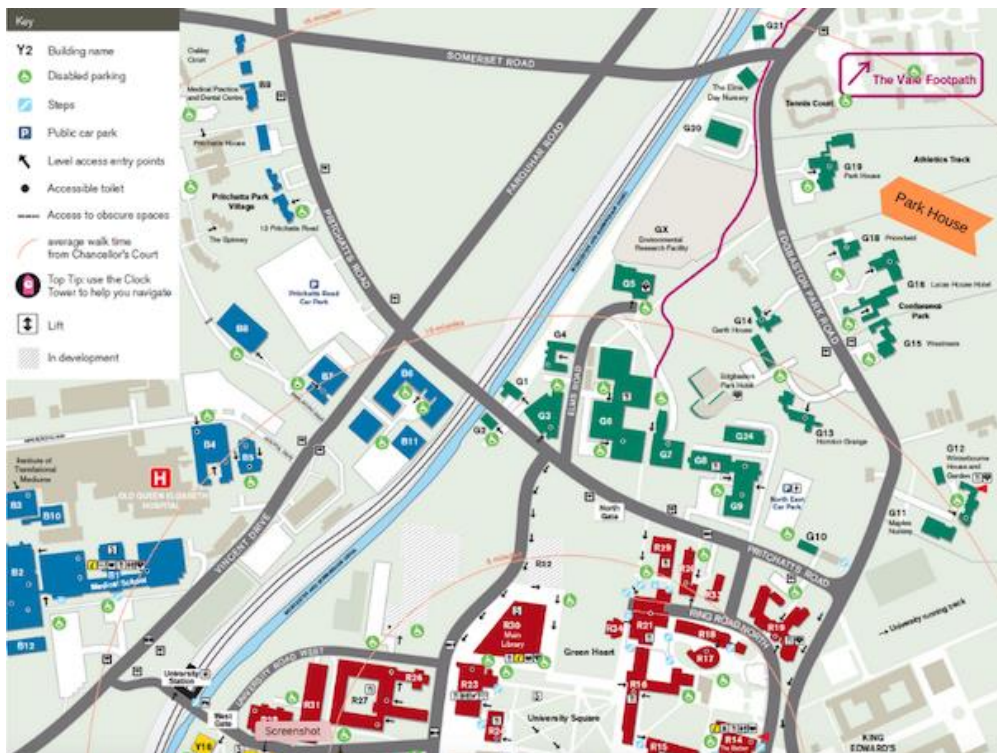 Key
Y2 Building name
Disabled parking
Steps
P Public car park
Level access entry points
Accessible toilet
Access to obscure spaces
average walk time
from Chancellor's Court
Top Tip: use the Clock
Tower to help you navigate
Lift
In development
SOMERSET ROAD
FARQUHAR ROAD
PRITCHATTS ROAD
EDGBASTON PARK ROAD
The Vale Footpath
G21
The Elms
Day Nursery
G20
Tennis Court
G19
Park House
Athletics Track
Park House
Medical Practice
and Dental Centre
B9
Pritchatts House
Pritchatts Park
Village
13 Pritchatts Road
The Spinney
P
Pritchatts Road
Car Park
GX
Environmental
Research Facility
G18 Priorsfield
G16 Lucas House Hotel
Conference
Park
G15 Westmere
G14
Garth House
Edgbaston
Park Hotel
G13
Hornton Grange
G5
G4
G1
G2
G3
ELMS ROAD
G6
G7
G8
G9
G24
P
North East
Car Park
G10
G12
Winterbourne
House and
Garden
G11
Maples
Nursery
B8
B7
B6
B11
B4
B5
Institute of
Translational
Medicine
H
OLD QUEEN ELIZABETH
HOSPITAL
B3
B10
B2
B1
Medical School
B12
VINCENT DRIVE
North
Gate
PRITCHATTS ROAD
R29
R32
R33
R30
Main
Library
R34
R21
RING ROAD NORTH
R18
R19
R17
Green Heart
R16
R23
University Square
R15
R14
University running track
KING
EDWARD'S
University
Station
UNIVERSITY ROAD WEST
West
Gate
R31
R27
R26
R28
Y16
Screenshot